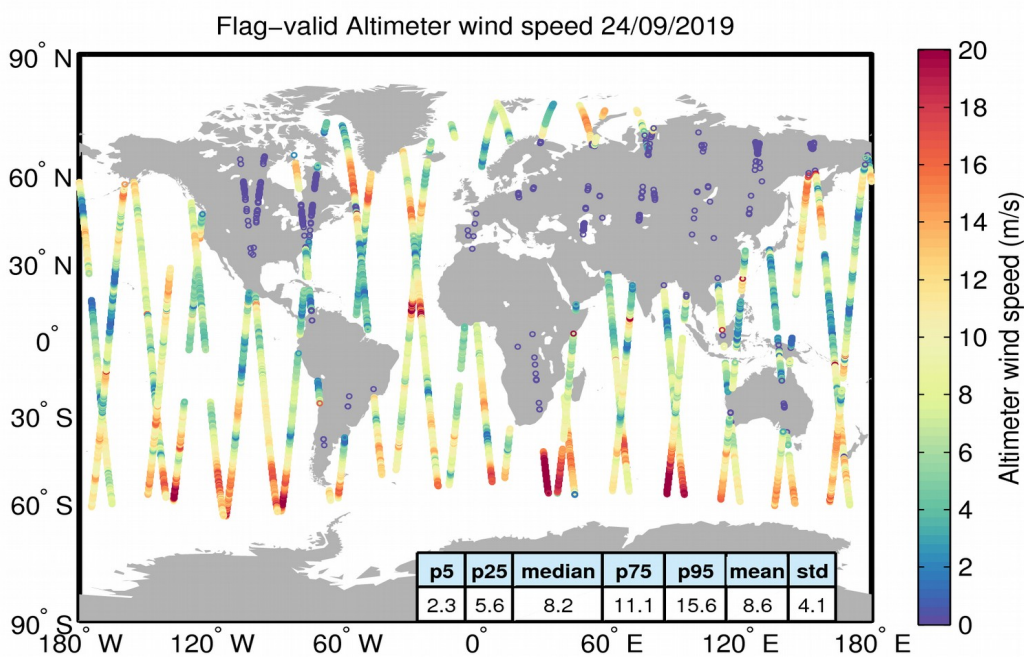 Flag−valid Altimeter wind speed 24/09/2019
90° N
60° N
30° N
0°
30° S
60° S
90° S
180° W
120° W
60° W
0°
60° E
120° E
180° E
p5 p25 median p75 p95 mean std
2.3 5.6 8.2 11.1 15.6 8.6 4.1
20
18
16
14
12
10
8
6
4
2
0
Altimeter wind speed (m/s)